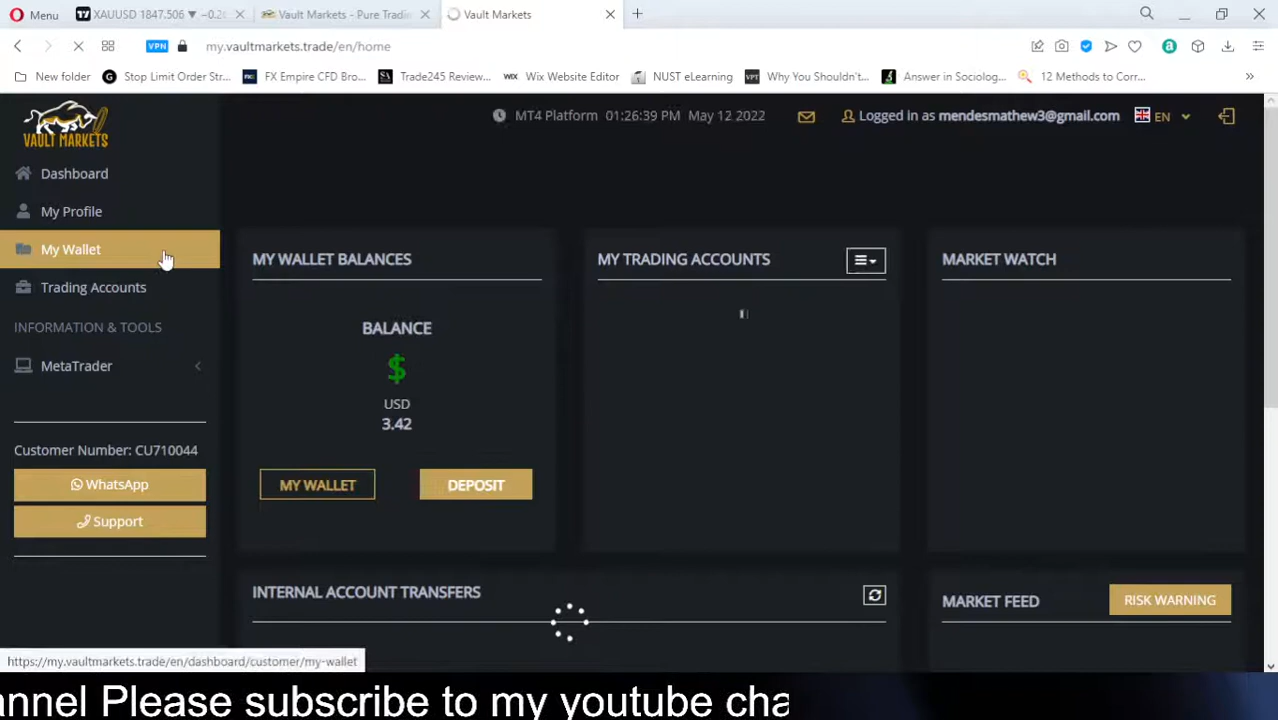 Menu
XAUUSD 1847.506 ▼ −0.2
Vault Markets - Pure Tradin
Vault Markets
VPN
my.vaultmarkets.trade/en/home
New folder
Stop Limit Order Str...
FX Empire CFD Bro...
Trade245 Review...
WIX Wix Website Editor
NUST eLearning
VPT Why You Shouldn't...
Answer in Sociolog...
12 Methods to Corr...
VAULT MARKETS
MT4 Platform 01:26:39 PM May 12 2022
Logged in as mendesmathew3@gmail.com
EN
Dashboard
My Profile
My Wallet
Trading Accounts
INFORMATION & TOOLS
MetaTrader
Customer Number: CU710044
WhatsApp
Support
MY WALLET BALANCES
BALANCE
$
USD
3.42
MY WALLET
DEPOSIT
MY TRADING ACCOUNTS
MARKET WATCH
INTERNAL ACCOUNT TRANSFERS
MARKET FEED
RISK WARNING
https://my.vaultmarkets.trade/en/dashboard/customer/my-wallet
annel Please subscribe to my youtube cha